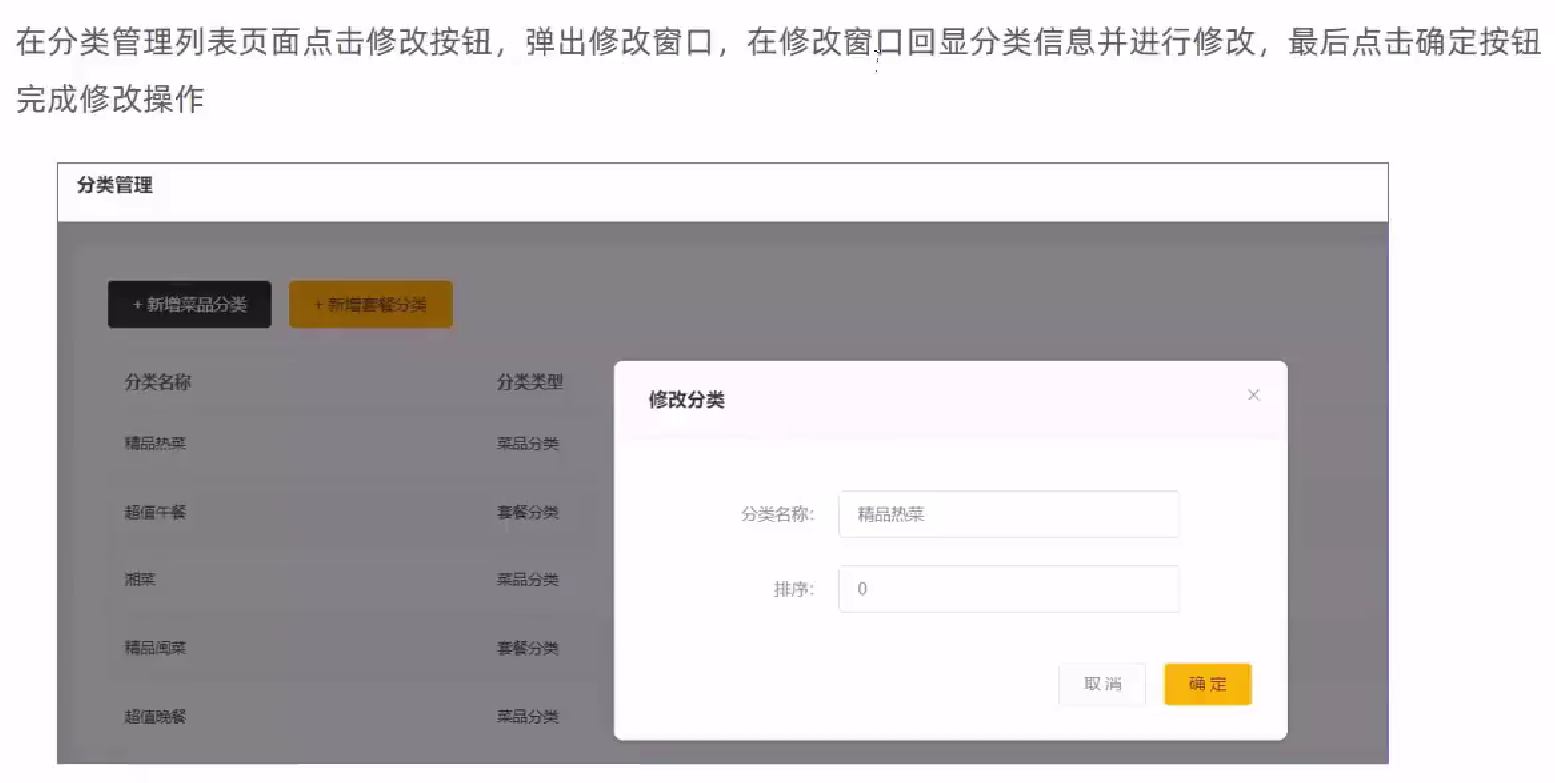 在分类管理列表页面点击修改按钮，弹出修改窗口，在修改窗口回显分类信息并进行修改，最后点击确定按钮
完成修改操作
分类管理
+ 新增菜品分类
+ 新增套餐分类
分类名称
分类类型
精品热菜
菜品分类
超值午餐
套餐分类
湘菜
菜品分类
精品闽菜
套餐分类
超值晚餐
菜品分类
修改分类
×
分类名称:
精品热菜
排序:
0
取 消
确 定